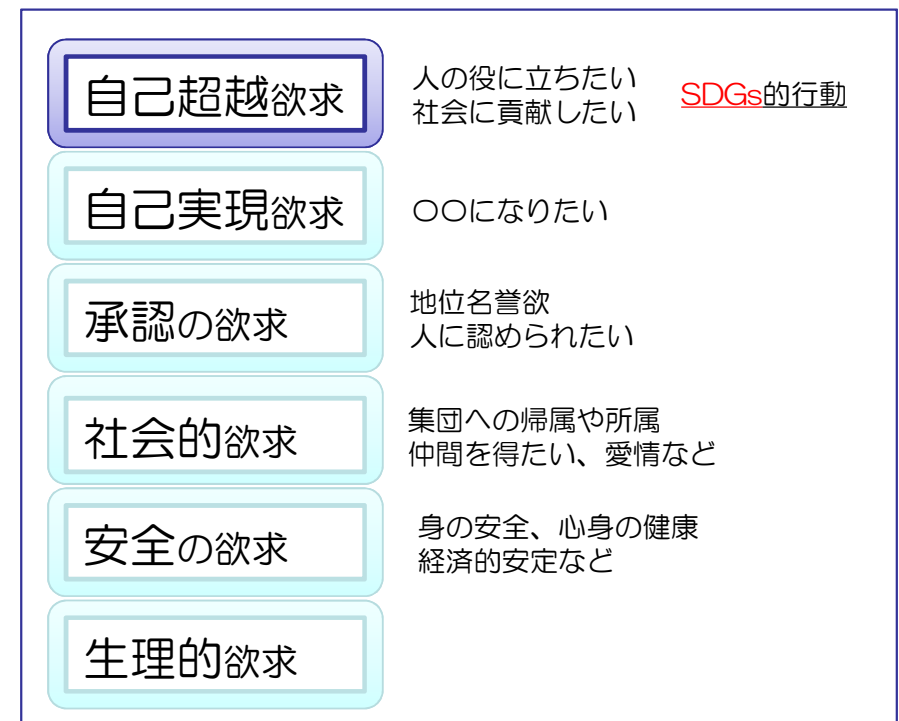 自己超越欲求
人の役に立ちたい
社会に貢献したい
SDGs的行動
自己実現欲求
〇〇になりたい
承認の欲求
地位名誉欲
人に認められたい
社会的欲求
集団への帰属や所属
仲間を得たい、愛情など
安全の欲求
身の安全、心身の健康
経済的安定など
生理的欲求